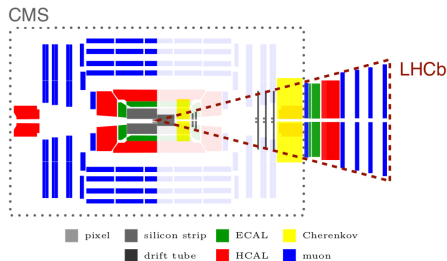 CMS
LHCb
pixel silicon strip ECAL Cherenkov
drift tube HCAL muon